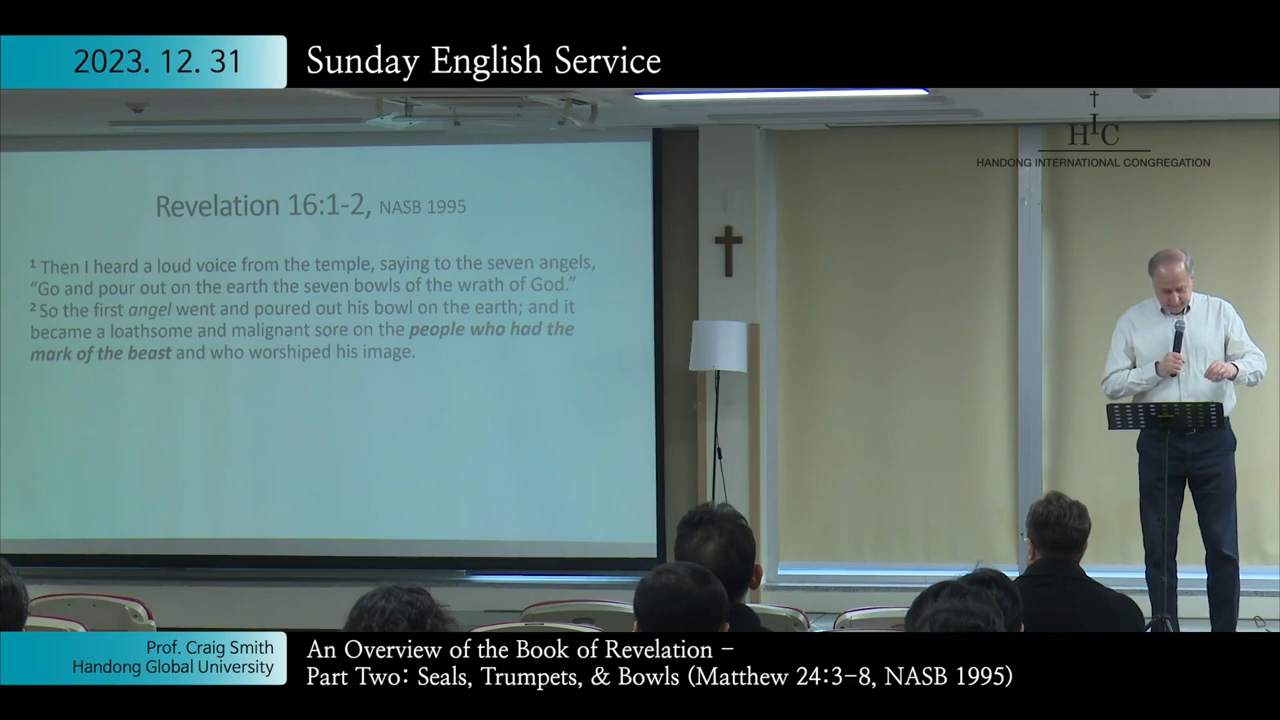 2023. 12. 31
Sunday English Service
HIC
HANDONG INTERNATIONAL CONGREGATION
Revelation 16:1-2, NASB 1995
1 Then I heard a loud voice from the temple, saying to the seven angels,
“Go and pour out on the earth the seven bowls of the wrath of God.”
2 So the first angel went and poured out his bowl on the earth; and it
became a loathsome and malignant sore on the people who had the
mark of the beast and who worshiped his image.
Prof. Craig Smith
Handong Global University
An Overview of the Book of Revelation –
Part Two: Seals, Trumpets, & Bowls (Matthew 24:3-8, NASB 1995)